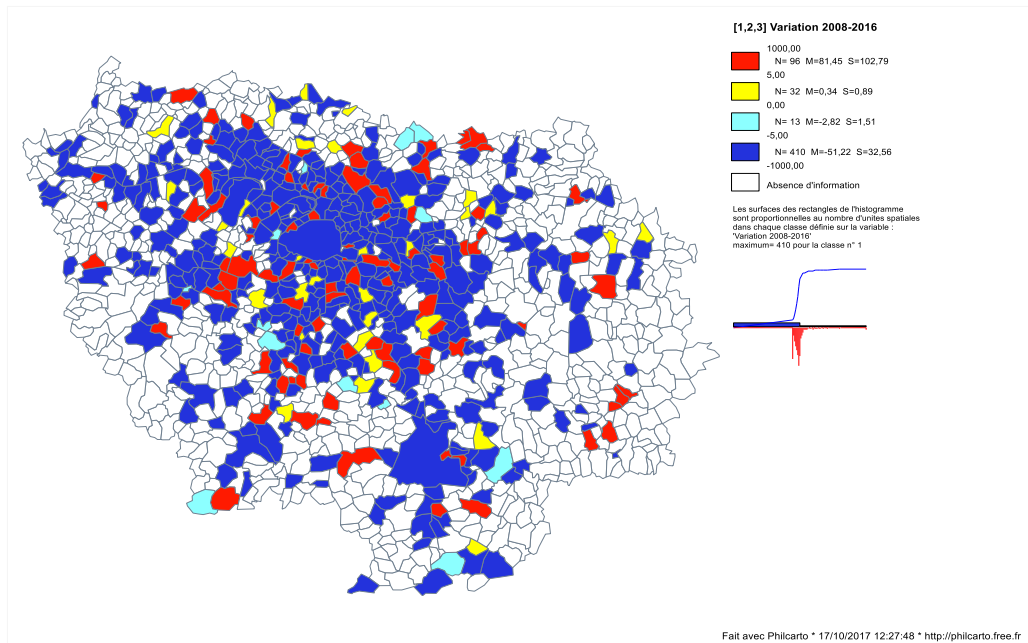 [1,2,3] Variation 2008-2016
1000,00
N= 96 M=81,45 S=102,79
5,00
N= 32 M=0,34 S=0,89
0,00
N= 13 M=-2,82 S=1,51
-5,00
N= 410 M=-51,22 S=32,56
-1000,00
Absence d'information
Les surfaces des rectangles de l'histogramme
sont proportionnelles au nombre d'unites spatiales
dans chaque classe définie sur la variable :
'Variation 2008-2016'
maximum= 410 pour la classe n° 1
Fait avec Philcarto * 17/10/2017 12:27:48 * http://philcarto.free.fr